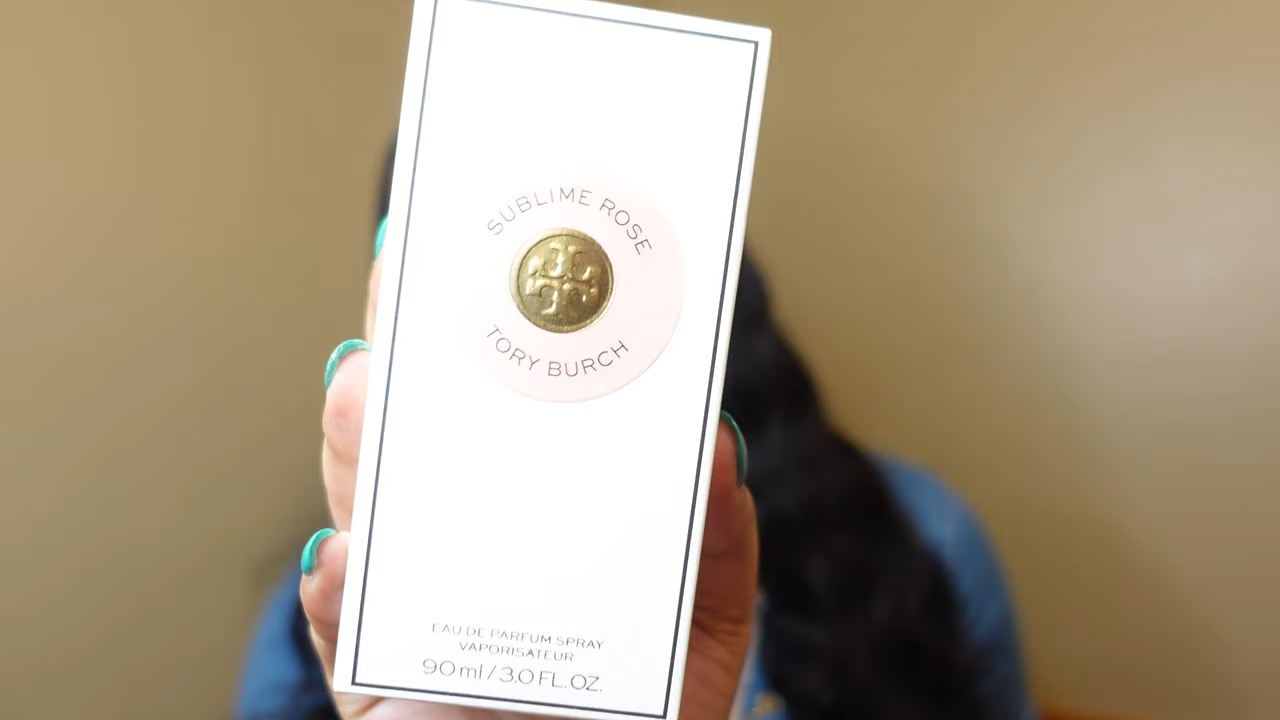 SUBLIME ROSE
TORY BURCH
EAU DE PARFUM SPRAY
VAPORISATEUR
90 ml / 3.0 FL. OZ.